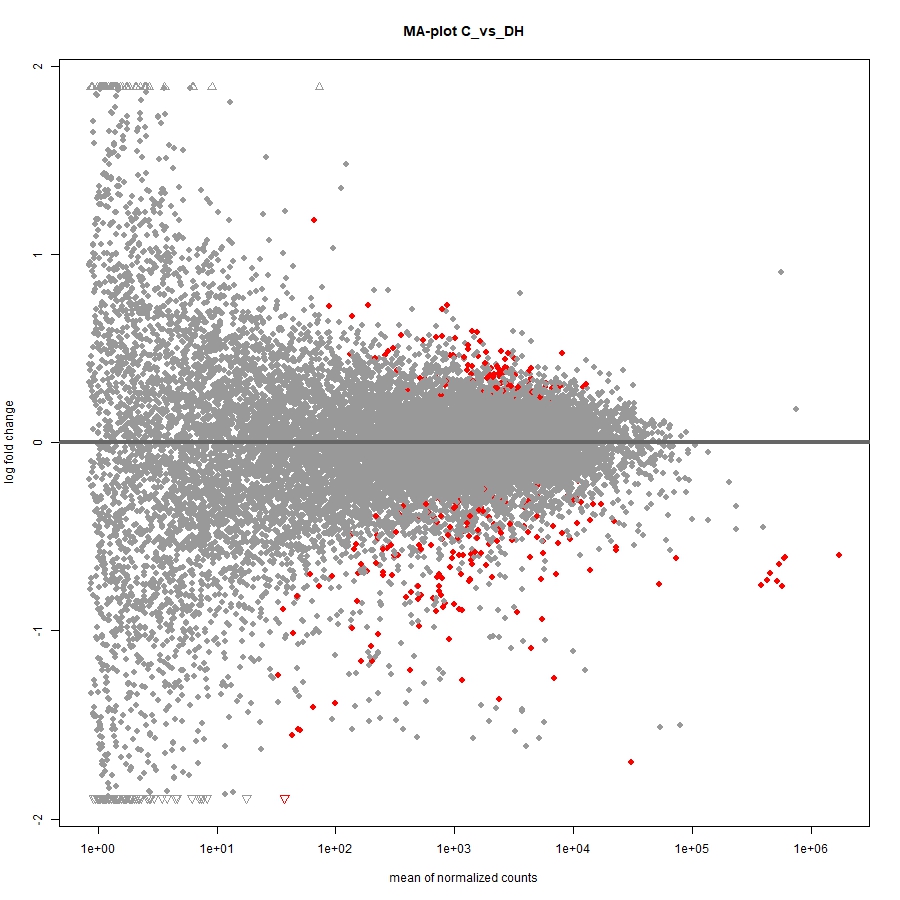 MA-plot C_vs_DH
log fold change
2
1
0
-1
-2
1e+00 1e+01 1e+02 1e+03 1e+04 1e+05 1e+06
mean of normalized counts